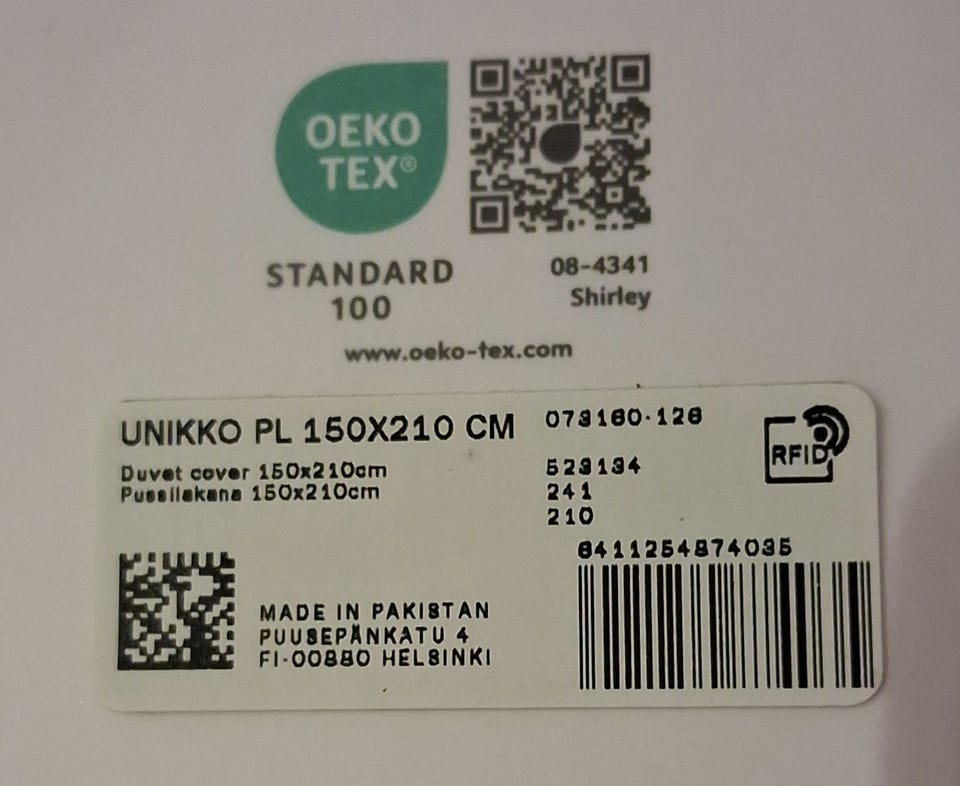 OEKO
TEX®
STANDARD
100
08-4341
Shirley
www.oeko-tex.com
UNIKKO PL 150X210 CM
073160-126
RFID
Duvet cover 150x210cm
Pussilakana 150x210cm
523134
241
210
6411254874035
MADE IN PAKISTAN
PUUSEPÄNKATU 4
FI-00880 HELSINKI